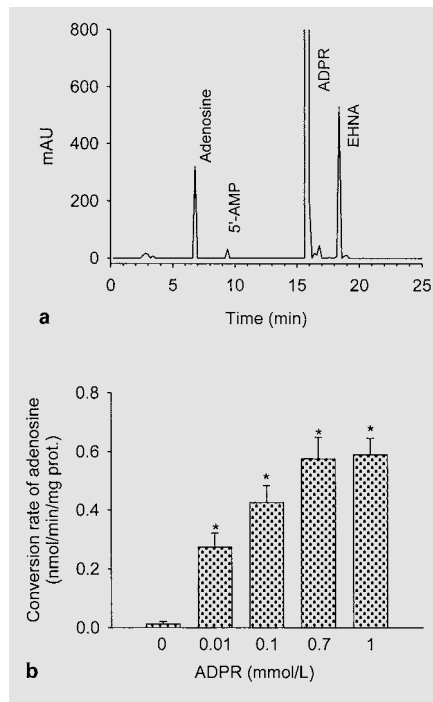 800
600
400
200
0
mAU
Adenosine
5'-AMP
ADPR
EHNA
0 5 10 15 20 25
Time (min)
a
0.8
0.6
0.4
0.2
0.0
Conversion rate of adenosine
(nmol/min/mg prot.)
* * * *
0 0.01 0.1 0.7 1
ADPR (mmol/L)
b